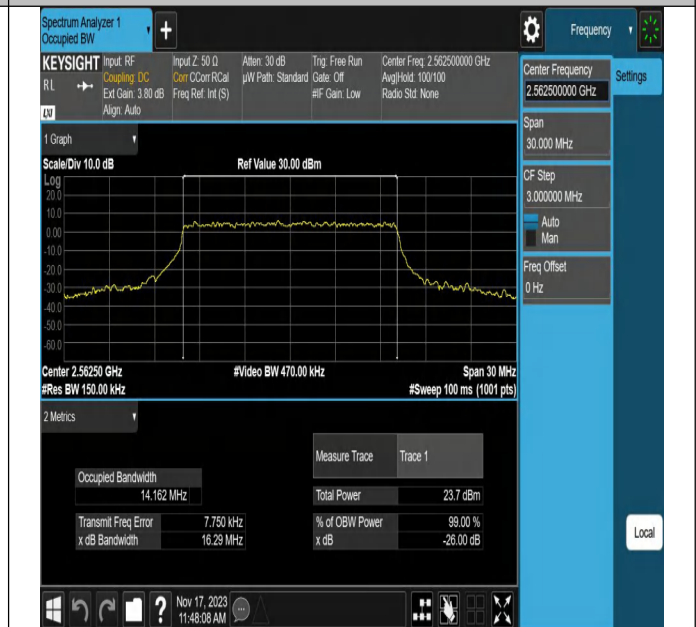 Spectrum Analyzer 1
Occupied BW
+
Frequency
KEYSIGHT
RL
LXI
Input: RF
Coupling: DC
Ext Gain: 3.80 dB
Align: Auto
Input Z: 50 Ω
Corr CCorr RCal
Freq Ref: Int (S)
Atten: 30 dB
µW Path: Standard
Trig: Free Run
Gate: Off
#IF Gain: Low
Center Freq: 2.562500000 GHz
Avg|Hold: 100/100
Radio Std: None
Center Frequency
2.562500000 GHz
Settings
Span
30.000 MHz
CF Step
3.000000 MHz
Auto
Man
Freq Offset
0 Hz
1 Graph
Scale/Div 10.0 dB
Ref Value 30.00 dBm
Log
20.0
10.0
0.00
-10.0
-20.0
-30.0
-40.0
-50.0
-60.0
Center 2.56250 GHz
#Video BW 470.00 kHz
Span 30 MHz
#Res BW 150.00 kHz
#Sweep 100 ms (1001 pts)
2 Metrics
Measure Trace
Trace 1
Occupied Bandwidth
14.162 MHz
Total Power
23.7 dBm
Transmit Freq Error
7.750 kHz
% of OBW Power
99.00 %
x dB Bandwidth
16.29 MHz
x dB
-26.00 dB
Local
?
Nov 17, 2023
11:48:08 AM